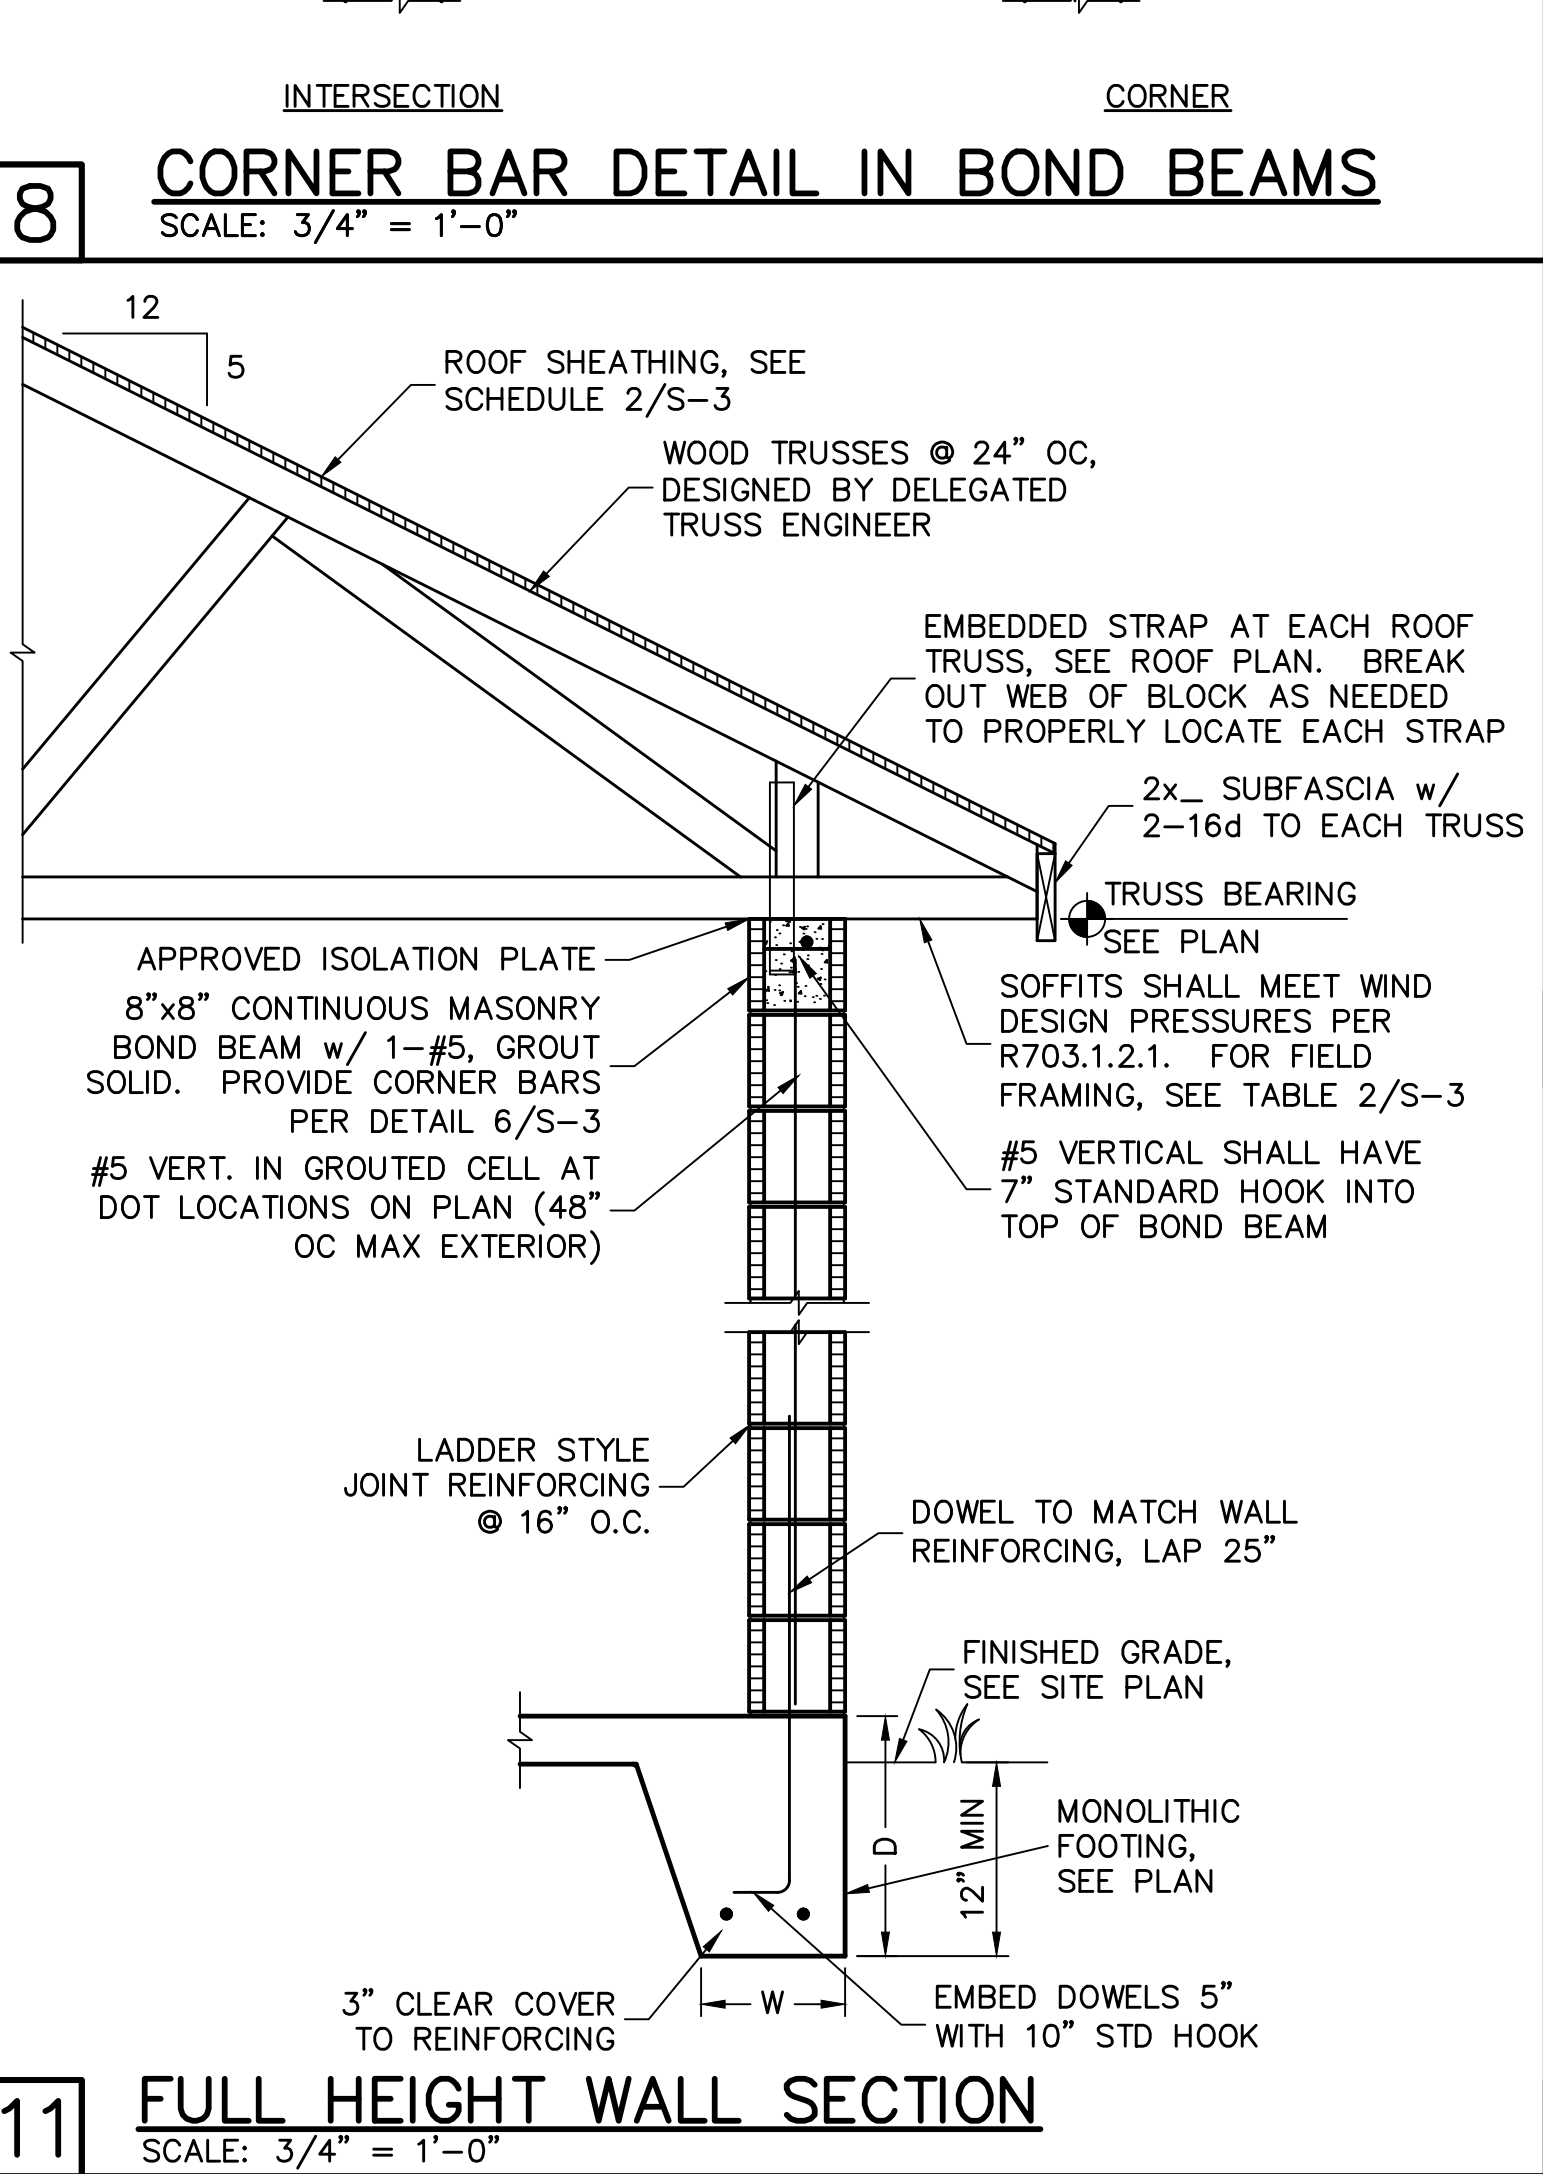 INTERSECTION
CORNER
8
CORNER BAR DETAIL IN BOND BEAMS
SCALE: 3/4" = 1'-0"
12
5
ROOF SHEATHING, SEE
SCHEDULE 2/S-3
WOOD TRUSSES @ 24" OC,
DESIGNED BY DELEGATED
TRUSS ENGINEER
EMBEDDED STRAP AT EACH ROOF
TRUSS, SEE ROOF PLAN. BREAK
OUT WEB OF BLOCK AS NEEDED
TO PROPERLY LOCATE EACH STRAP
2x_ SUBFASCIA w/
2-16d TO EACH TRUSS
TRUSS BEARING
SEE PLAN
APPROVED ISOLATION PLATE
8"x8" CONTINUOUS MASONRY
BOND BEAM w/ 1-#5, GROUT
SOLID. PROVIDE CORNER BARS
PER DETAIL 6/S-3
#5 VERT. IN GROUTED CELL AT
DOT LOCATIONS ON PLAN (48"
OC MAX EXTERIOR)
SOFFITS SHALL MEET WIND
DESIGN PRESSURES PER
R703.1.2.1. FOR FIELD
FRAMING, SEE TABLE 2/S-3
#5 VERTICAL SHALL HAVE
7" STANDARD HOOK INTO
TOP OF BOND BEAM
LADDER STYLE
JOINT REINFORCING
@ 16" O.C.
DOWEL TO MATCH WALL
REINFORCING, LAP 25"
FINISHED GRADE,
SEE SITE PLAN
D
12" MIN
MONOLITHIC
FOOTING,
SEE PLAN
W
3" CLEAR COVER
TO REINFORCING
EMBED DOWELS 5"
WITH 10" STD HOOK
11
FULL HEIGHT WALL SECTION
SCALE: 3/4" = 1'-0"